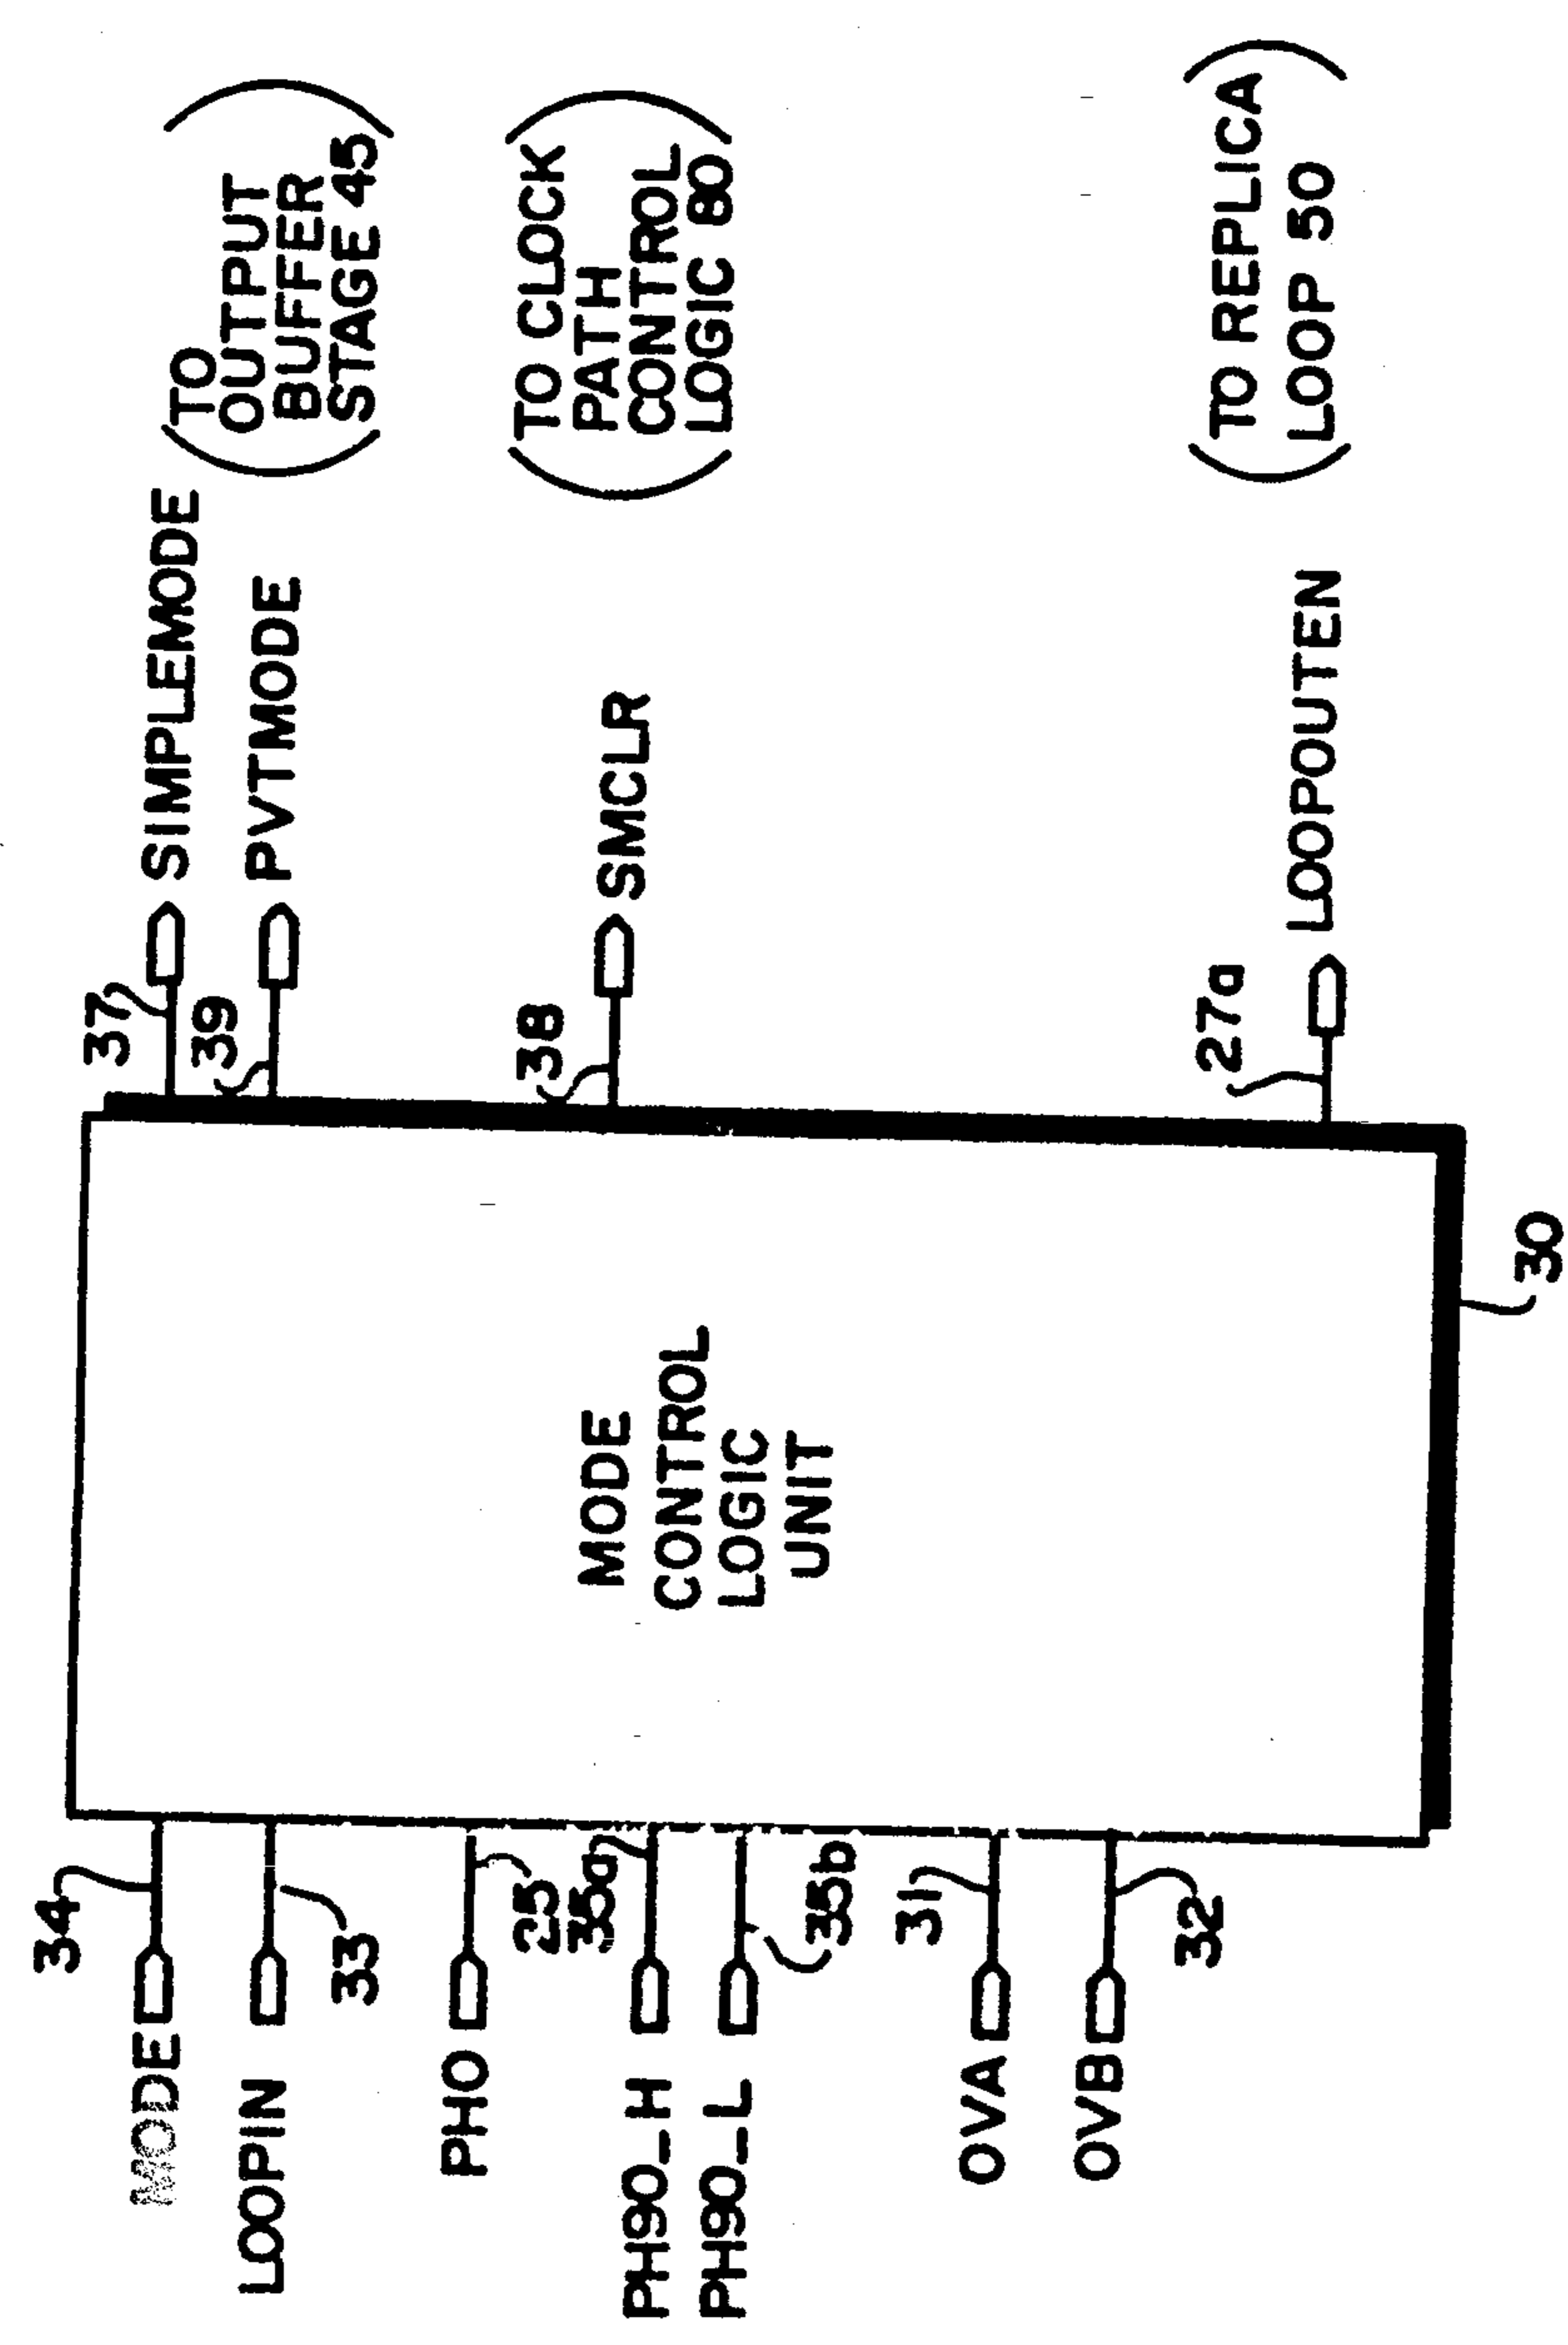 34
MODE
LOOPIN
33
PHO
25
35a
PH90_H
PH90_L
35b
31
OVA
OVB
32
MODE
CONTROL
LOGIC
UNIT
30
37
SIMPLEMODE
39
PVTMODE
(TO
OUTPUT
BUFFER
STAGE 45)
38
SMCLR
(TO CLOCK
PATH
CONTROL
LOGIC 80)
27a
LOOPOUTEN
(TO REPLICA
LOOP 50)